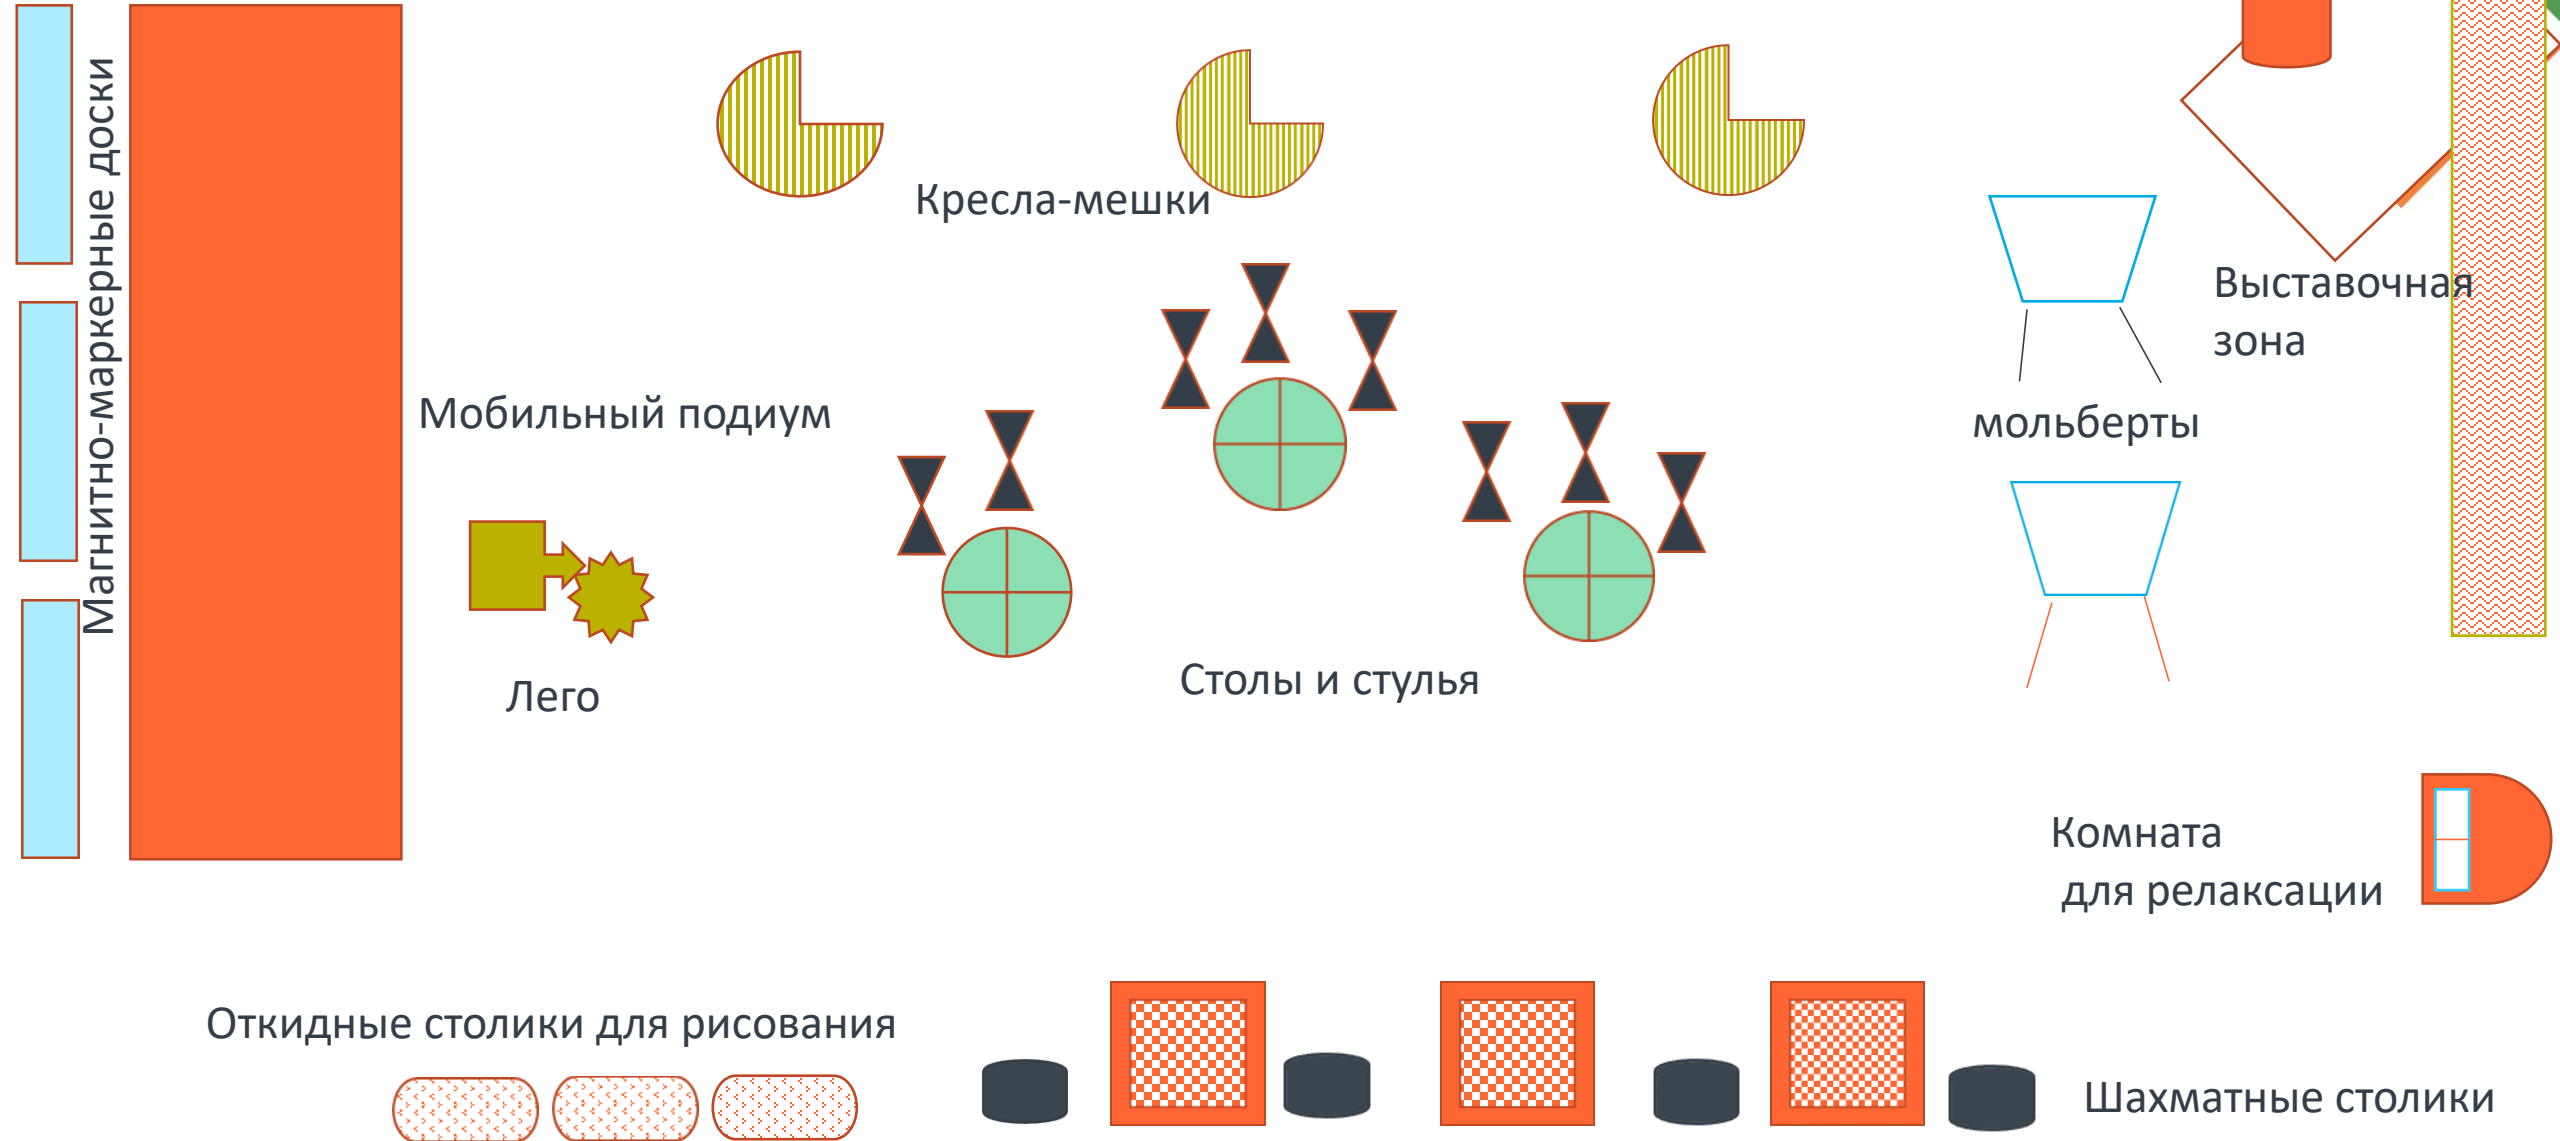 Магнитно-маркерные доски
Кресла-мешки
Выставочная
зона
Мобильный подиум
мольберты
Лего
Столы и стулья
Комната
для релаксации
Откидные столики для рисования
Шахматные столики